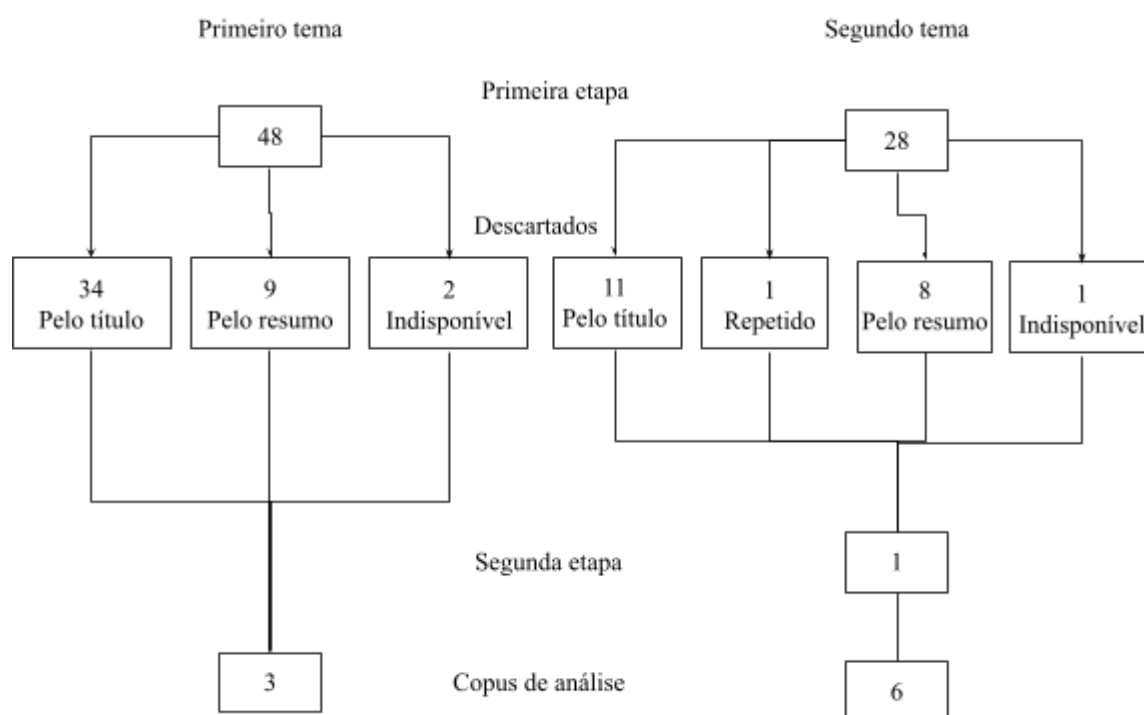 Primeiro tema
Segundo tema
Primeira etapa
48
28
Descartados
34
Pelo título
9
Pelo resumo
2
Indisponível
11
Pelo título
1
Repetido
8
Pelo resumo
1
Indisponível
Segunda etapa
1
3
Copus de análise
6